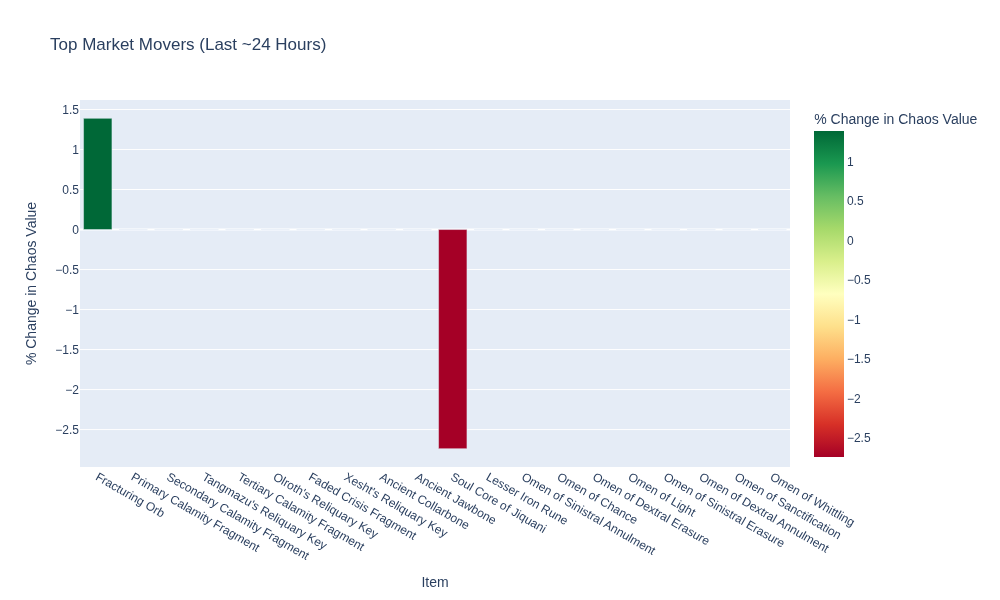 Top Market Movers (Last ~24 Hours)
% Change in Chaos Value
1.5
1
0.5
0
−0.5
−1
−1.5
−2
−2.5
% Change in Chaos Value
1
0.5
0
−0.5
−1
−1.5
−2
−2.5
Fracturing Orb
Primary Calamity Fragment
Secondary Calamity Fragment
Tangmazu's Reliquary Key
Tertiary Calamity Fragment
Olroth's Reliquary Key
Faded Crisis Fragment
Xesht's Reliquary Key
Ancient Collarbone
Ancient Jawbone
Soul Core of Jiquani
Lesser Iron Rune
Omen of Sinistral Annulment
Omen of Chance
Omen of Dextral Erasure
Omen of Light
Omen of Sinistral Erasure
Omen of Dextral Annulment
Omen of Sanctification
Omen of Whittling
Item